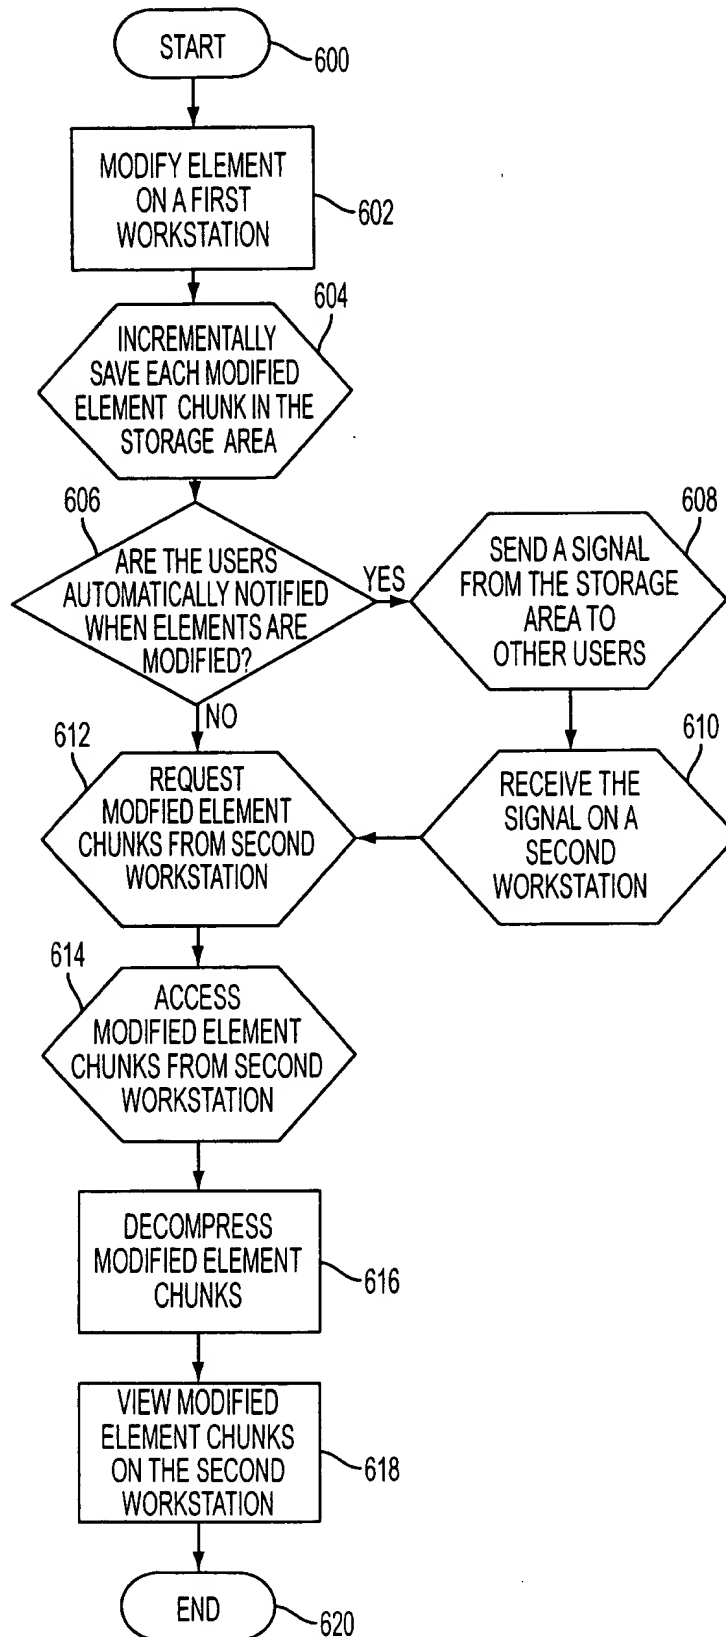 START
600
MODIFY ELEMENT
ON A FIRST
WORKSTATION
602
604
INCREMENTALLY
SAVE EACH MODIFIED
ELEMENT CHUNK IN THE
STORAGE AREA
606
ARE THE USERS
AUTOMATICALLY NOTIFIED
WHEN ELEMENTS ARE
MODIFIED?
YES
608
SEND A SIGNAL
FROM THE STORAGE
AREA TO
OTHER USERS
NO
610
RECEIVE THE
SIGNAL ON A
SECOND
WORKSTATION
612
REQUEST
MODFIED ELEMENT
CHUNKS FROM SECOND
WORKSTATION
614
ACCESS
MODIFIED ELEMENT
CHUNKS FROM SECOND
WORKSTATION
DECOMPRESS
MODIFIED ELEMENT
CHUNKS
616
VIEW MODIFIED
ELEMENT CHUNKS
ON THE SECOND
WORKSTATION
618
END
620